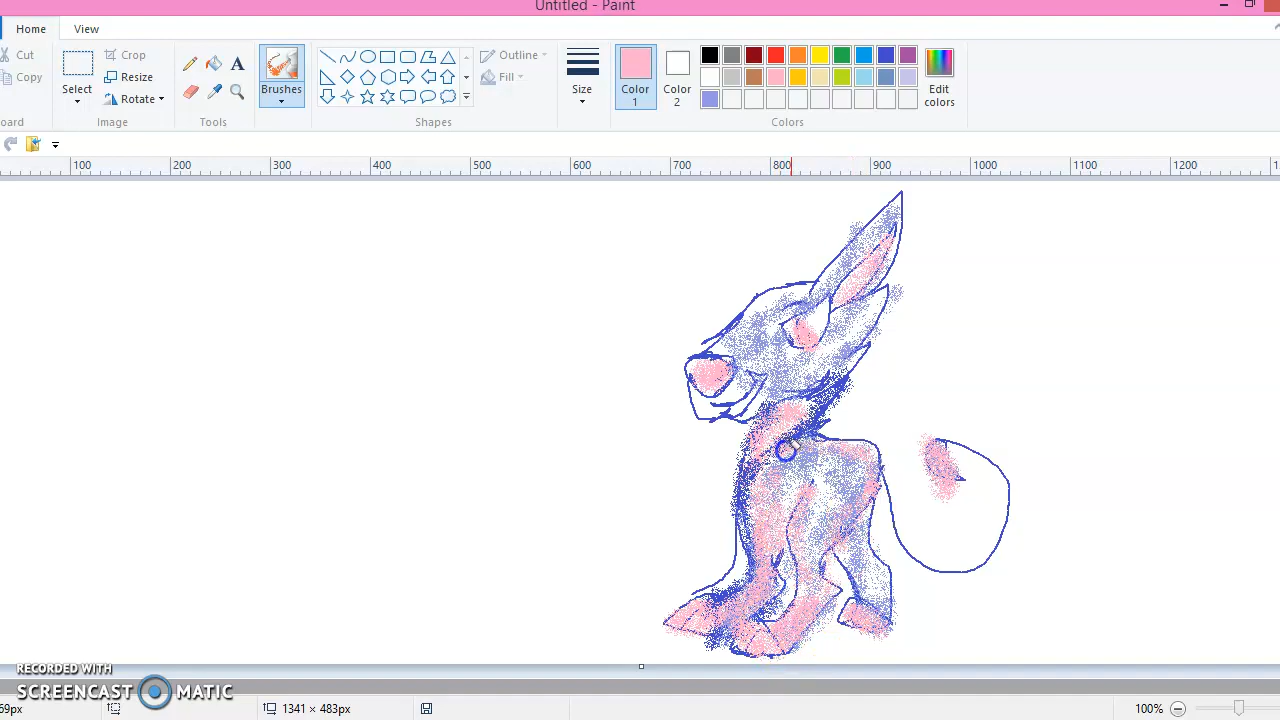 Untitled - Paint
Home View
Cut
Copy
Select
Crop
Resize
Rotate
Brushes
Outline
Fill
Size
Color 1
Color 2
Edit colors
oard
Image
Tools
Shapes
Colors
100 200 300 400 500 600 700 800 900 1000 1100 1200
RECORDED WITH
SCREENCAST MATIC
69px
1341 × 483px
100%